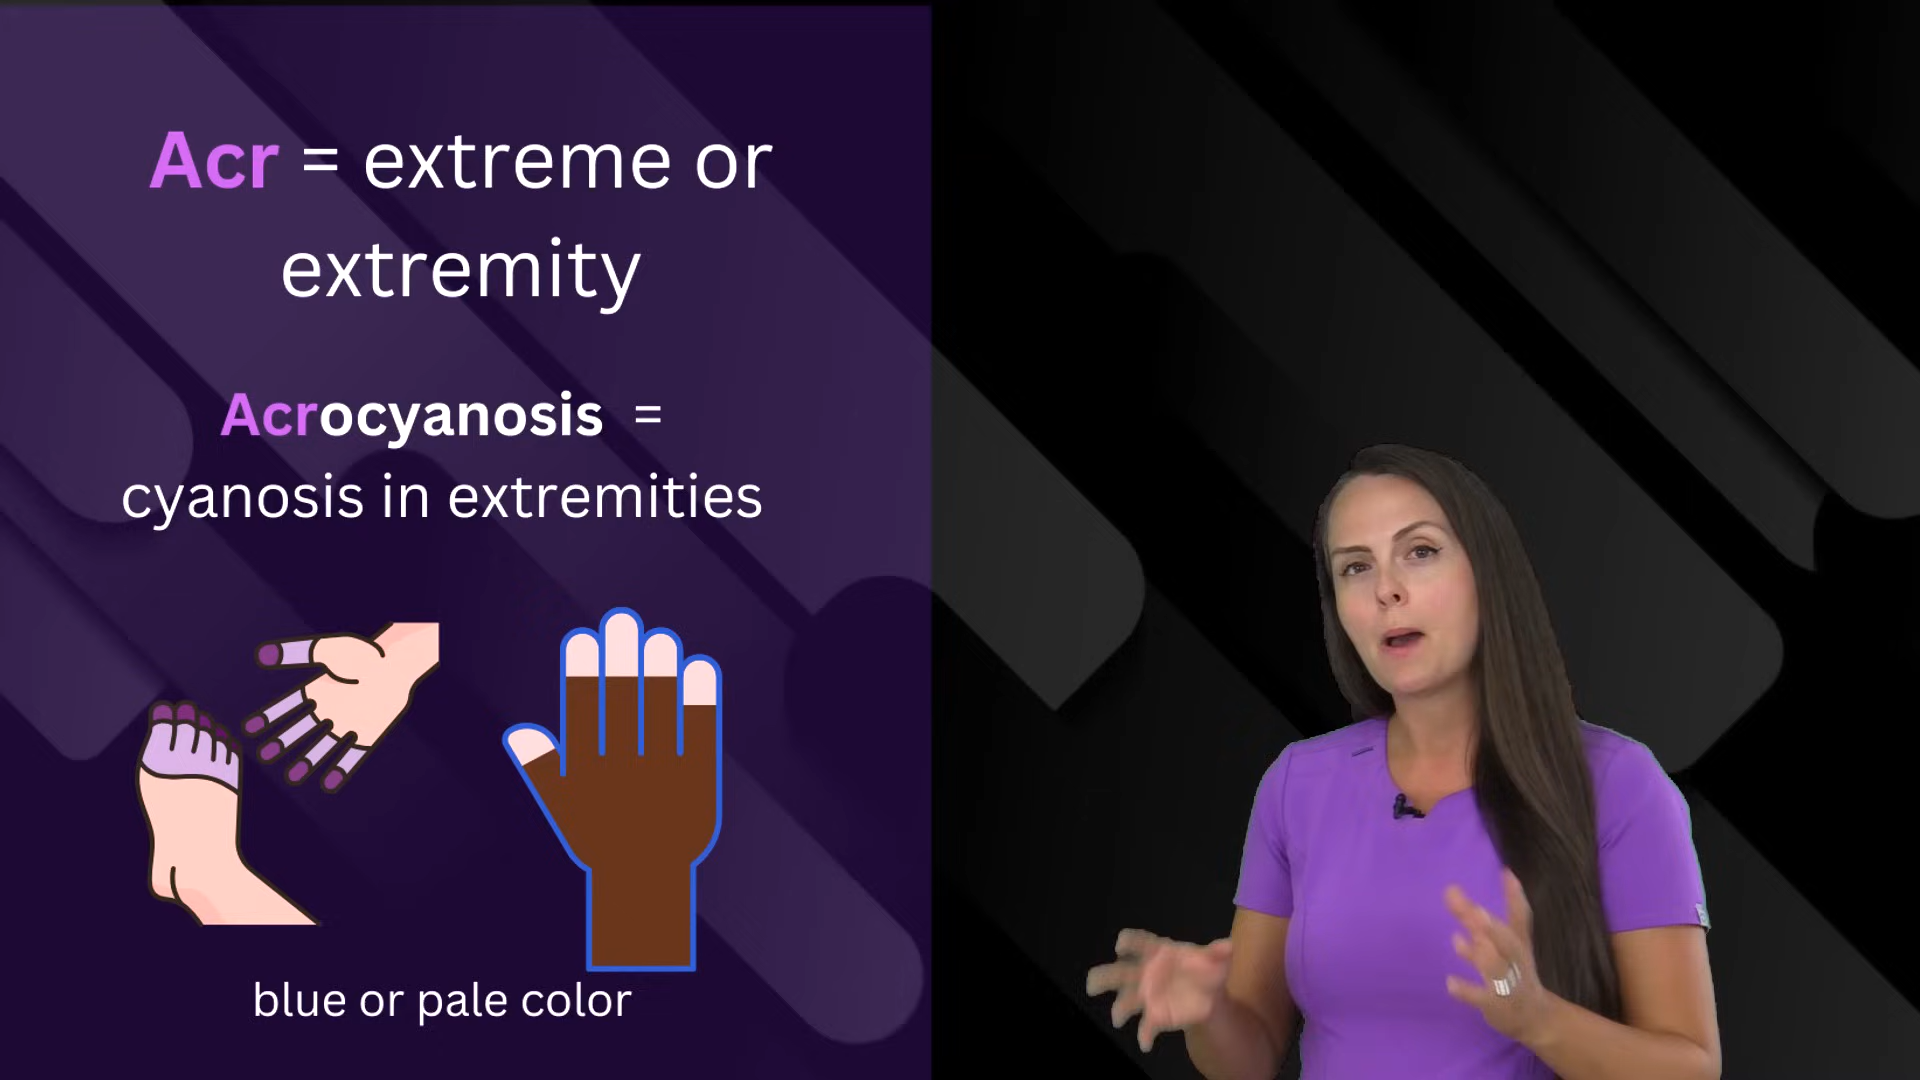 Acr = extreme or
extremity
Acrocyanosis =
cyanosis in extremities
blue or pale color